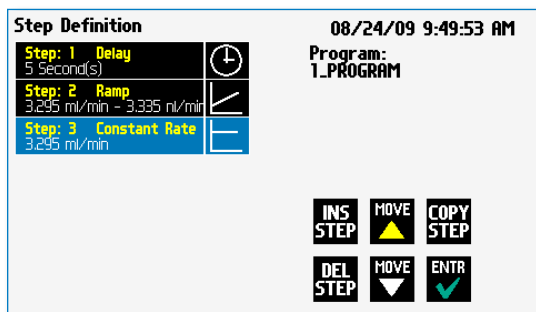 Step Definition
08/24/09 9:49:53 AM
Step: 1 Delay
5 Second(s)
Step: 2 Ramp
3.295 ml/min - 3.335 nl/min
Step: 3 Constant Rate
3.295 ml/min
Program:
1_PROGRAM
INS
STEP
MOVE
COPY
STEP
DEL
STEP
MOVE
ENTR